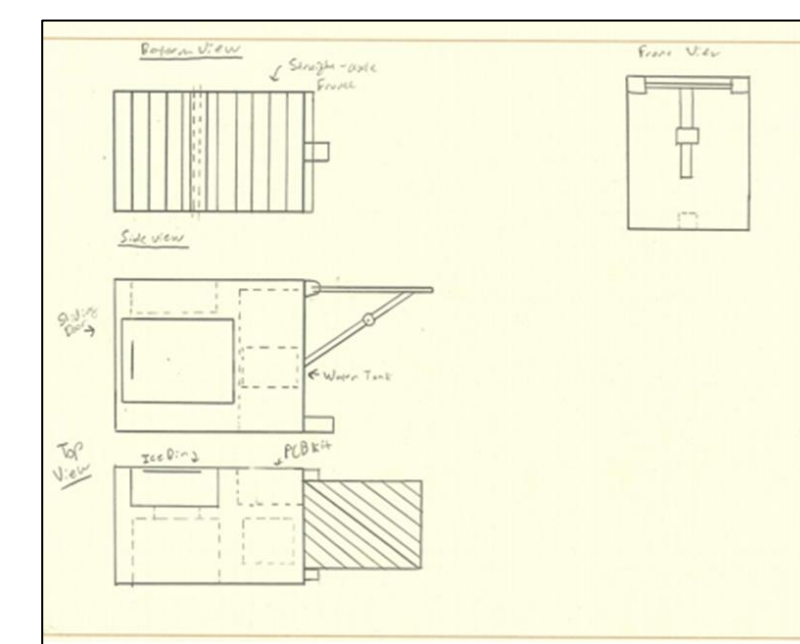 Bottom View
Straight-axle
Frame
Front View
Side view
Sliding
Door
Water Tank
Top
View
Ice Bin
PCB Kit